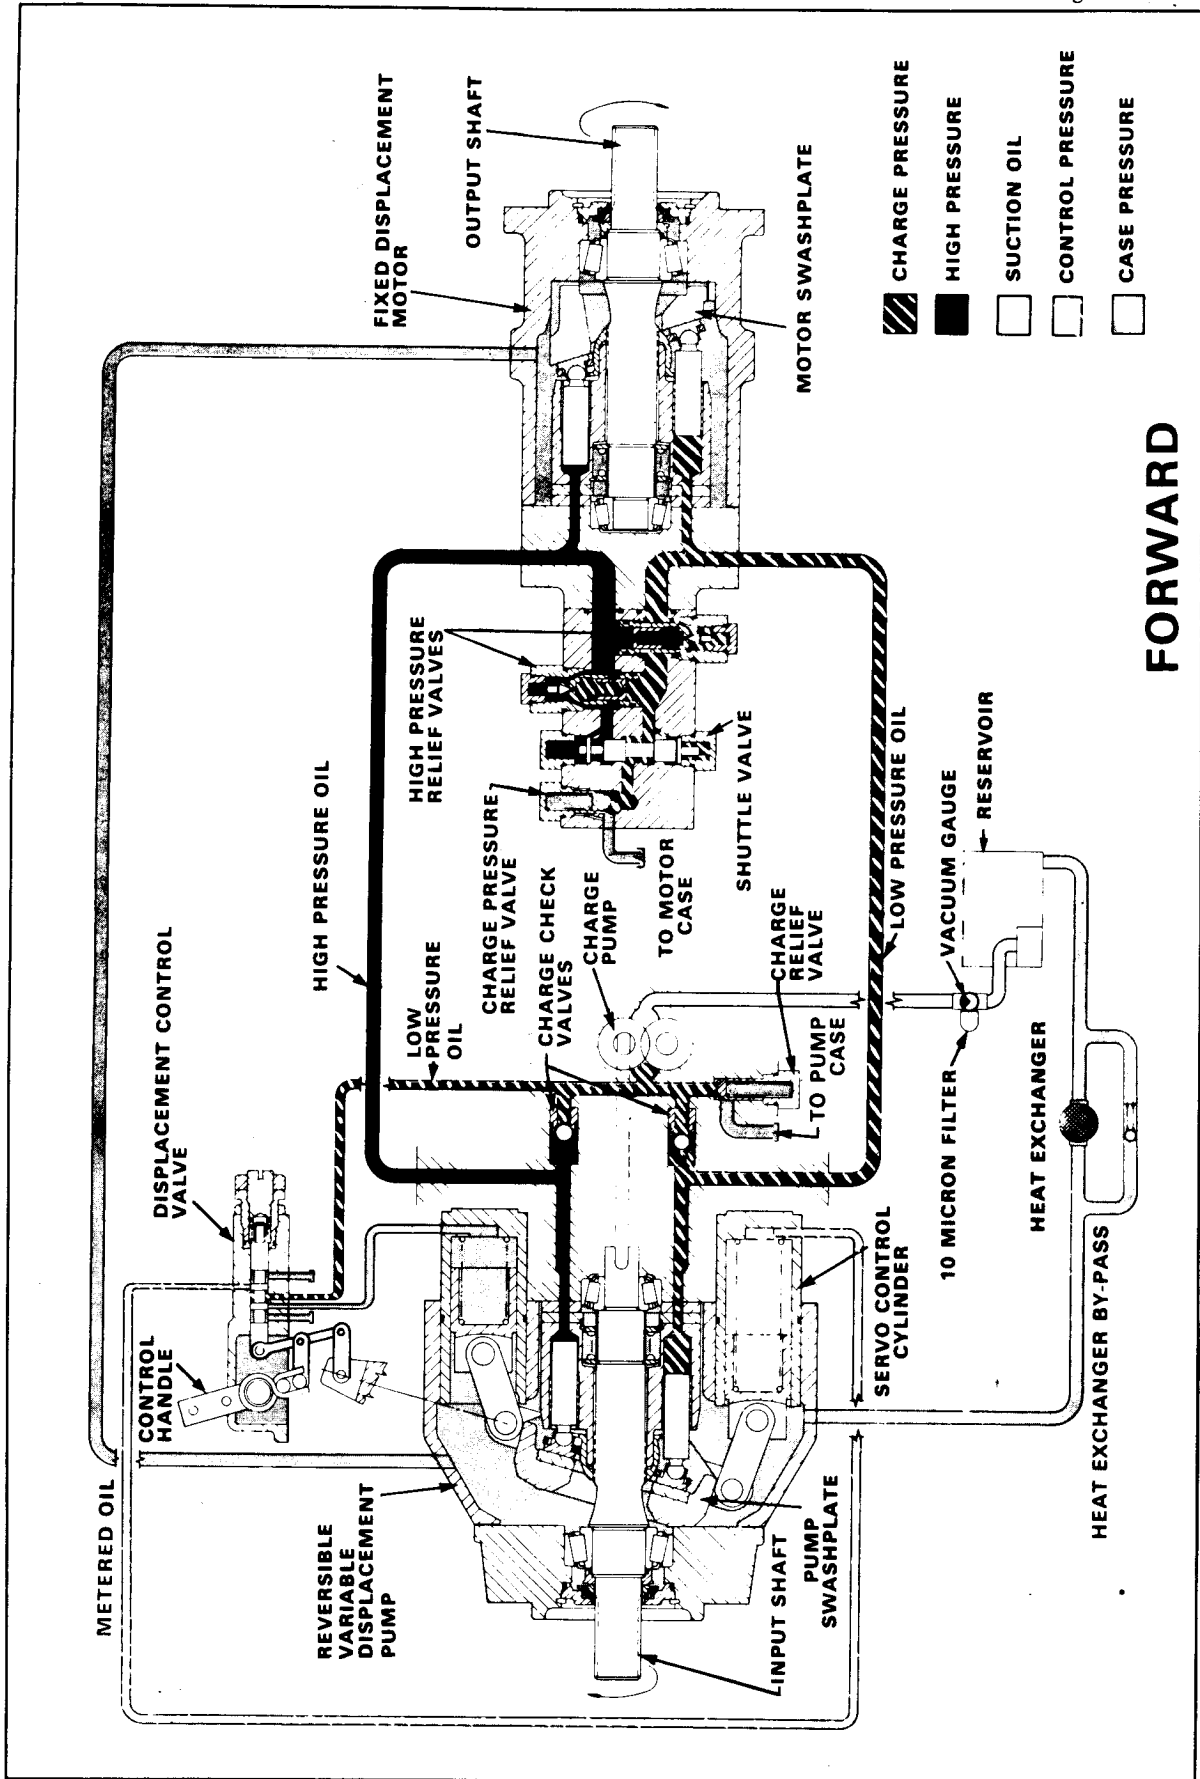 METERED OIL
CONTROL
HANDLE
DISPLACEMENT CONTROL
VALVE
REVERSIBLE
VARIABLE
DISPLACEMENT
PUMP
HIGH PRESSURE OIL
LOW
PRESSURE
OIL
HIGH PRESSURE
RELIEF VALVES
CHARGE PRESSURE
RELIEF VALVE
CHARGE CHECK
VALVES
CHARGE
PUMP
TO MOTOR
CASE
SHUTTLE VALVE
CHARGE
RELIEF
VALVE
TO PUMP
CASE
FIXED DISPLACEMENT
MOTOR
OUTPUT SHAFT
MOTOR SWASHPLATE
INPUT SHAFT
PUMP
SWASHPLATE
SERVO CONTROL
CYLINDER
LOW PRESSURE OIL
VACUUM GAUGE
RESERVOIR
10 MICRON FILTER
HEAT EXCHANGER
HEAT EXCHANGER BY-PASS
CHARGE PRESSURE
HIGH PRESSURE
SUCTION OIL
CONTROL PRESSURE
CASE PRESSURE
FORWARD